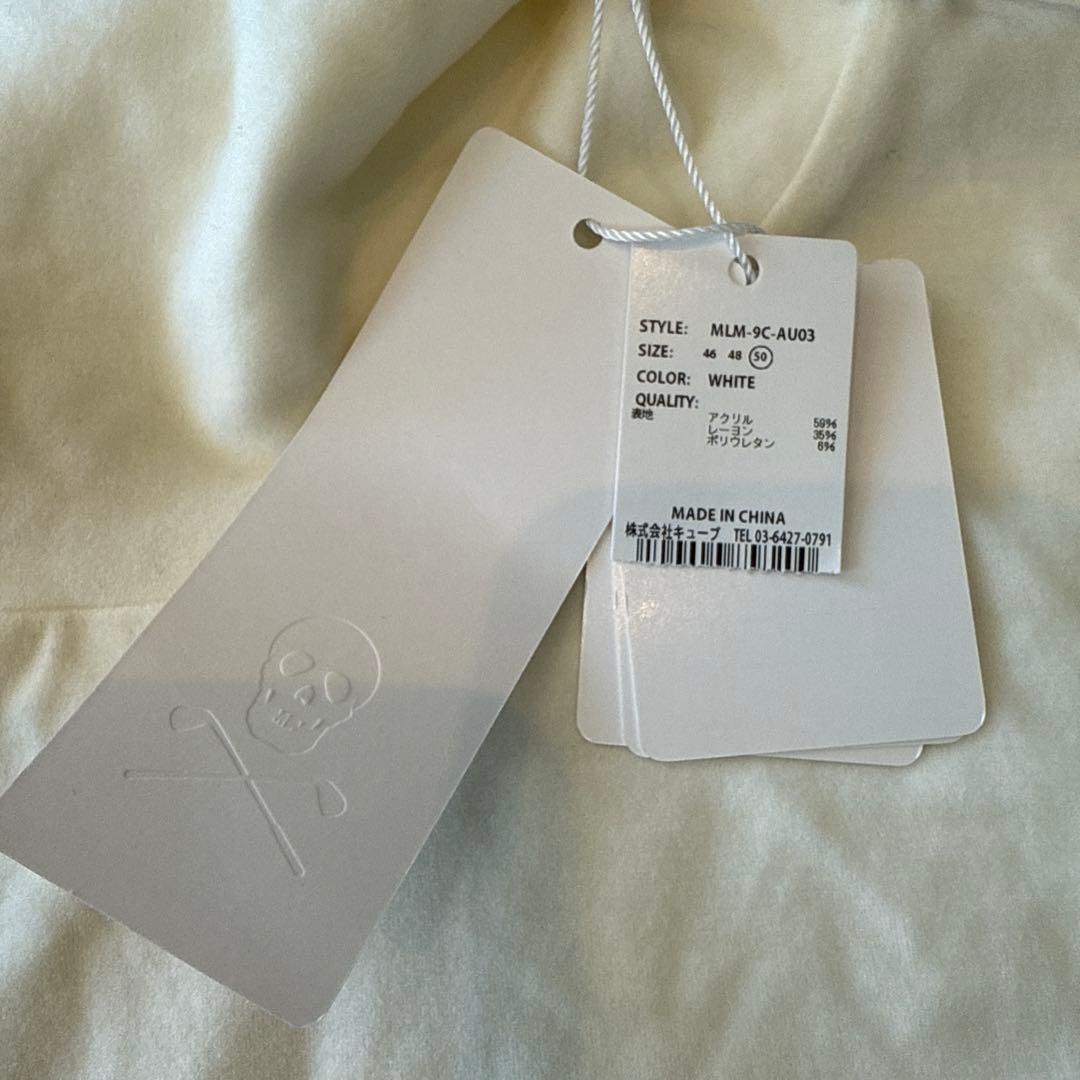 STYLE: MLM-9C-AU03
SIZE: 46 48 50
COLOR: WHITE
QUALITY:
表地 アクリル 59%
レーヨン 35%
ポリウレタン 6%
MADE IN CHINA
株式会社キューブ TEL 03-6427-0791